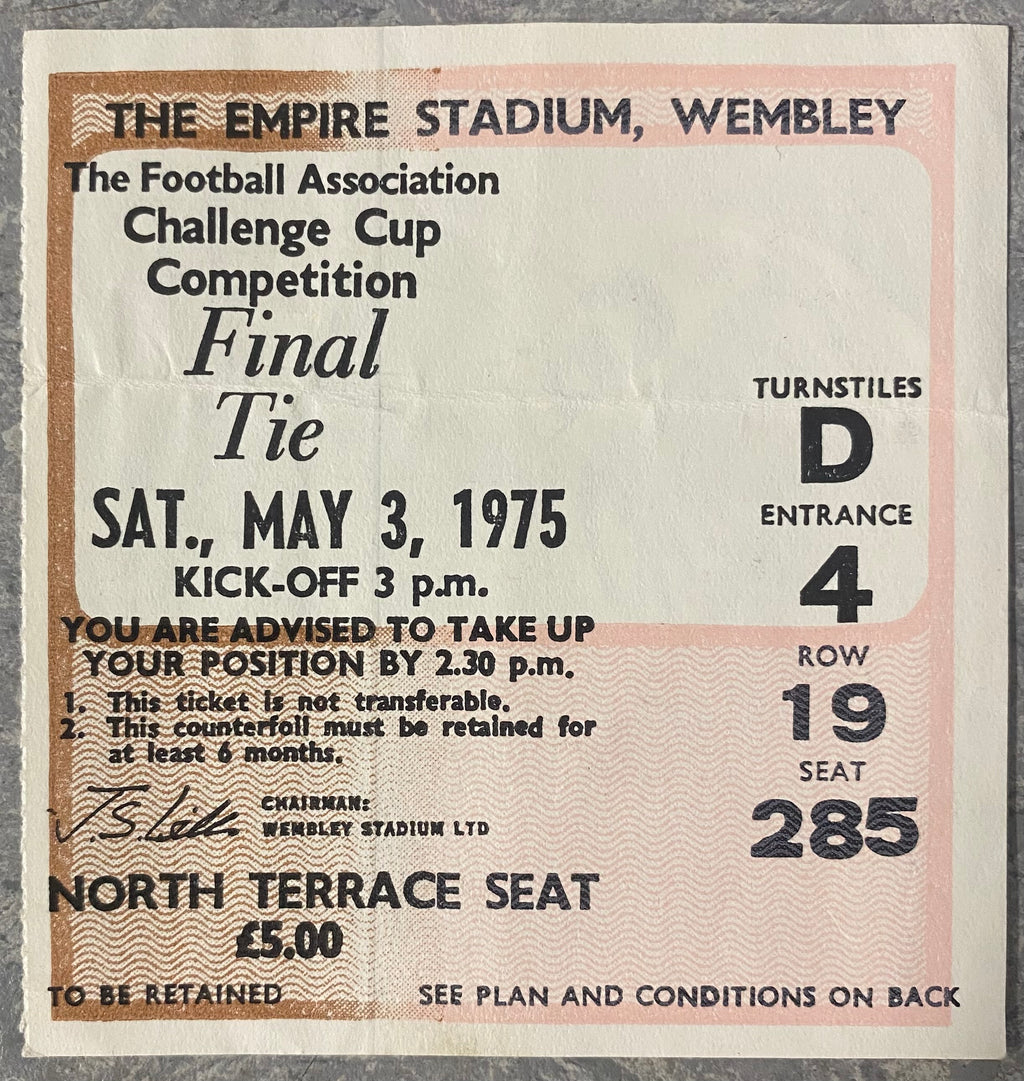 THE EMPIRE STADIUM, WEMBLEY
The Football Association
Challenge Cup
Competition
Final
Tie
SAT., MAY 3, 1975
KICK-OFF 3 p.m.
YOU ARE ADVISED TO TAKE UP
YOUR POSITION BY 2.30 p.m.
1. This ticket is not transferable.
2. This counterfoil must be retained for
at least 6 months.
CHAIRMAN:
WEMBLEY STADIUM LTD
NORTH TERRACE SEAT
£5.00
TO BE RETAINED
TURNSTILES
D
ENTRANCE
4
ROW
19
SEAT
285
SEE PLAN AND CONDITIONS ON BACK